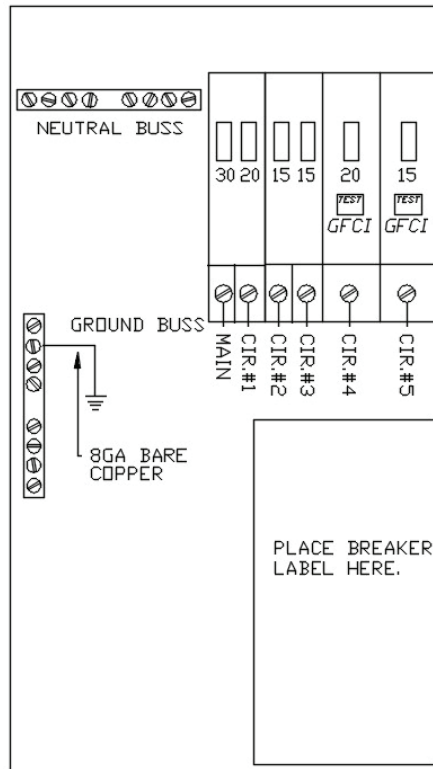 NEUTRAL BUSS
30 20 15 15 20 15
TEST TEST
GFCI GFCI
GROUND BUSS
MAIN
CIR.#1
CIR.#2
CIR.#3
CIR.#4
CIR.#5
8GA BARE
COPPER
PLACE BREAKER
LABEL HERE.